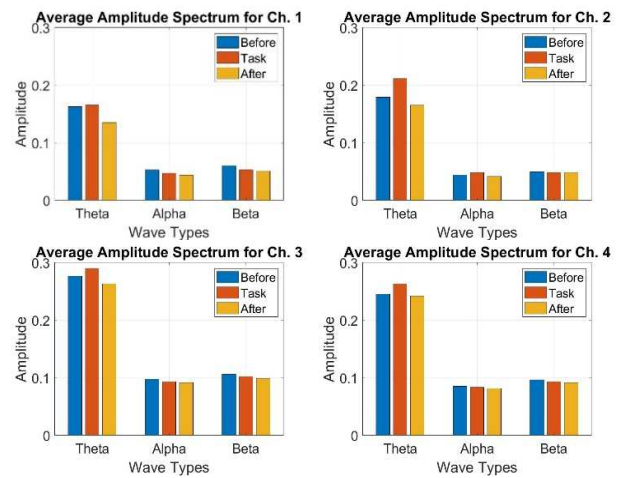 Average Amplitude Spectrum for Ch. 1
0.3
0.2
0.1
0
Amplitude
Before
Task
After
Theta Alpha Beta
Wave Types
Average Amplitude Spectrum for Ch. 2
0.3
0.2
0.1
0
Amplitude
Before
Task
After
Theta Alpha Beta
Wave Types
Average Amplitude Spectrum for Ch. 3
0.3
0.2
0.1
0
Amplitude
Before
Task
After
Theta Alpha Beta
Wave Types
Average Amplitude Spectrum for Ch. 4
0.3
0.2
0.1
0
Amplitude
Before
Task
After
Theta Alpha Beta
Wave Types